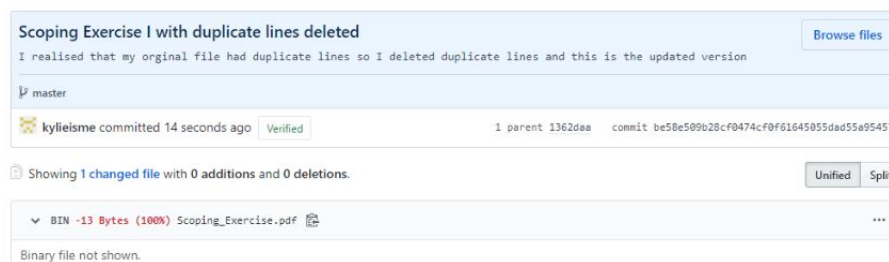 Scoping Exercise I with duplicate lines deleted
Browse files
I realised that my orginal file had duplicate lines so I deleted duplicate lines and this is the updated version
master
kylieisme committed 14 seconds ago Verified 1 parent 1362daa commit be58e509b28cf0474cf0f61645055dad55a9545
Showing 1 changed file with 0 additions and 0 deletions.
Unified Spli
BIN -13 Bytes (100%) Scoping_Exercise.pdf
Binary file not shown.